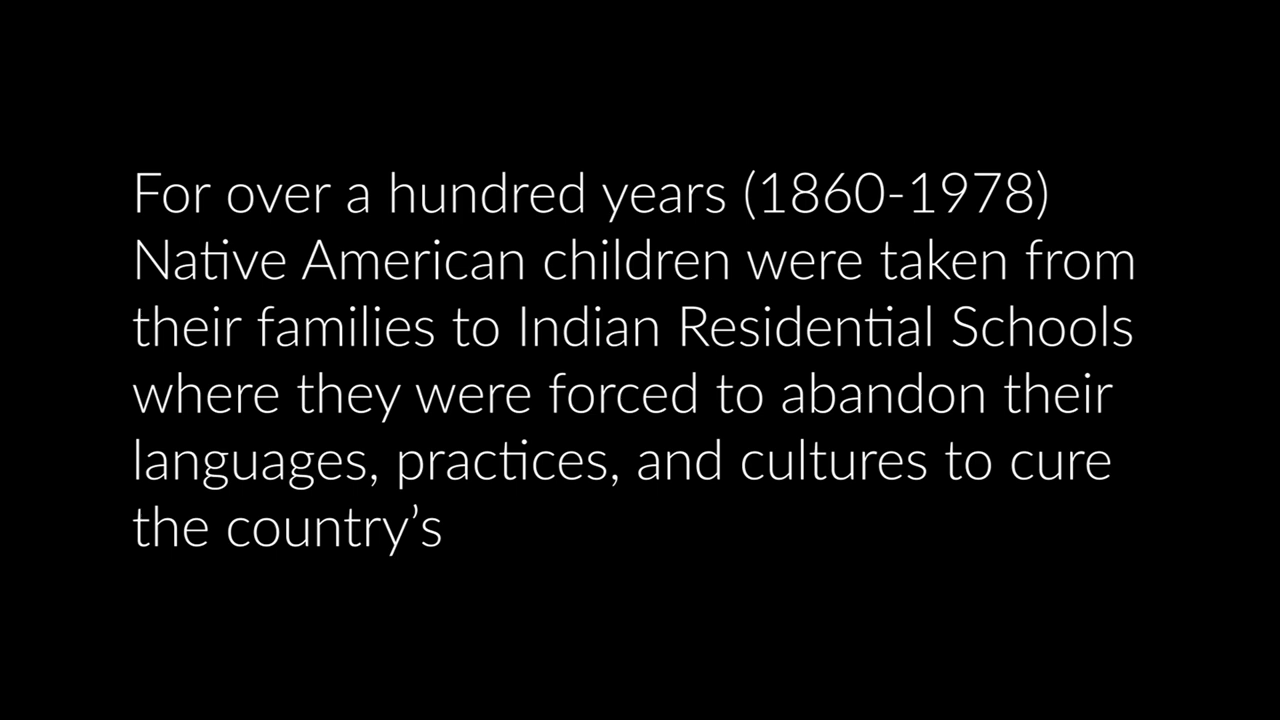 For over a hundred years (1860-1978)
Native American children were taken from
their families to Indian Residential Schools
where they were forced to abandon their
languages, practices, and cultures to cure
the country’s